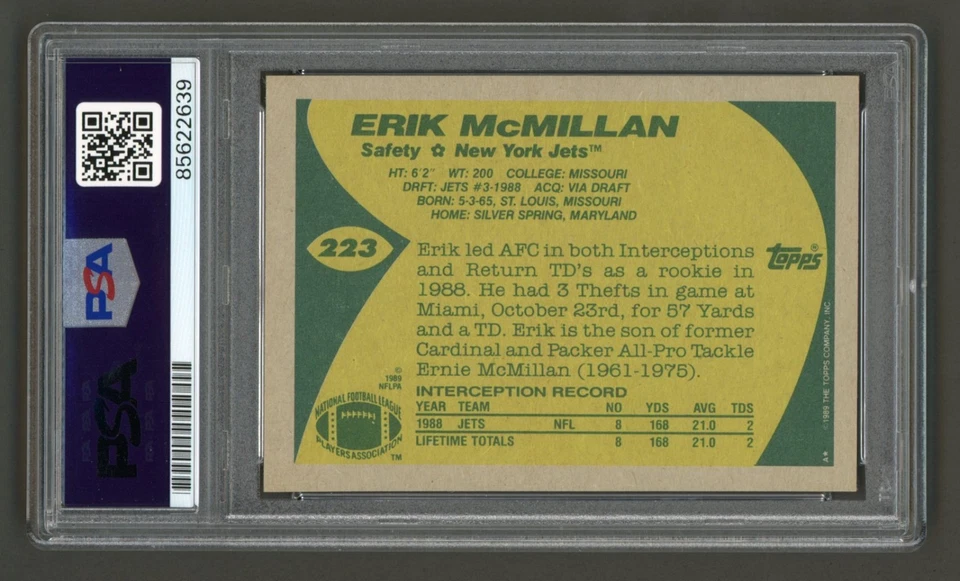 85622639
PSA
PSA
ERIK McMILLAN
Safety ✿ New York Jets™
HT: 6'2" WT: 200 COLLEGE: MISSOURI
DRFT: JETS #3-1988 ACQ: VIA DRAFT
BORN: 5-3-65, ST. LOUIS, MISSOURI
HOME: SILVER SPRING, MARYLAND
223
Erik led AFC in both Interceptions
and Return TD's as a rookie in
1988. He had 3 Thefts in game at
Miami, October 23rd, for 57 Yards
and a TD. Erik is the son of former
Cardinal and Packer All-Pro Tackle
Ernie McMillan (1961-1975).
topps®
© 1989 NFLPA
NATIONAL FOOTBALL LEAGUE
PLAYERS ASSOCIATION
TM
INTERCEPTION RECORD
YEAR TEAM NO YDS AVG TDS
1988 JETS NFL 8 168 21.0 2
LIFETIME TOTALS 8 168 21.0 2
A* ©1989 THE TOPPS COMPANY, INC.